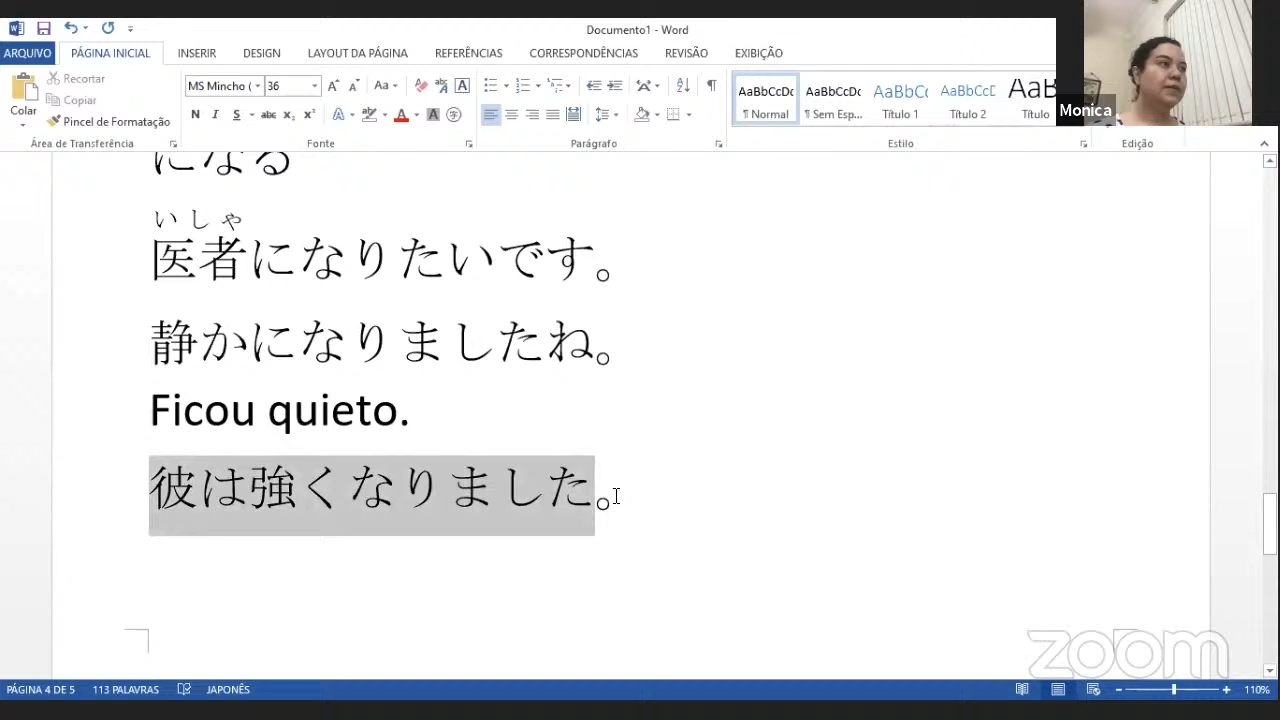 Documento1 - Word
ARQUIVO PÁGINA INICIAL INSERIR DESIGN LAYOUT DA PÁGINA REFERÊNCIAS CORRESPONDÊNCIAS REVISÃO EXIBIÇÃO
Colar
Recortar
Copiar
Pincel de Formatação
Área de Transferência
MS Mincho ( 36
N I S abc x₂ x²
Fonte
Parágrafo
AaBbCcDc AaBbCcDc AaBbC AaBbCcC AaB
¶ Normal ¶ Sem Esp... Título 1 Título 2 Título
Estilo
Edição
Monica
になる
いしゃ
医者になりたいです。
静かになりましたね。
Ficou quieto.
彼は強くなりました。
zoom
PÁGINA 4 DE 5 113 PALAVRAS JAPONÊS 110%